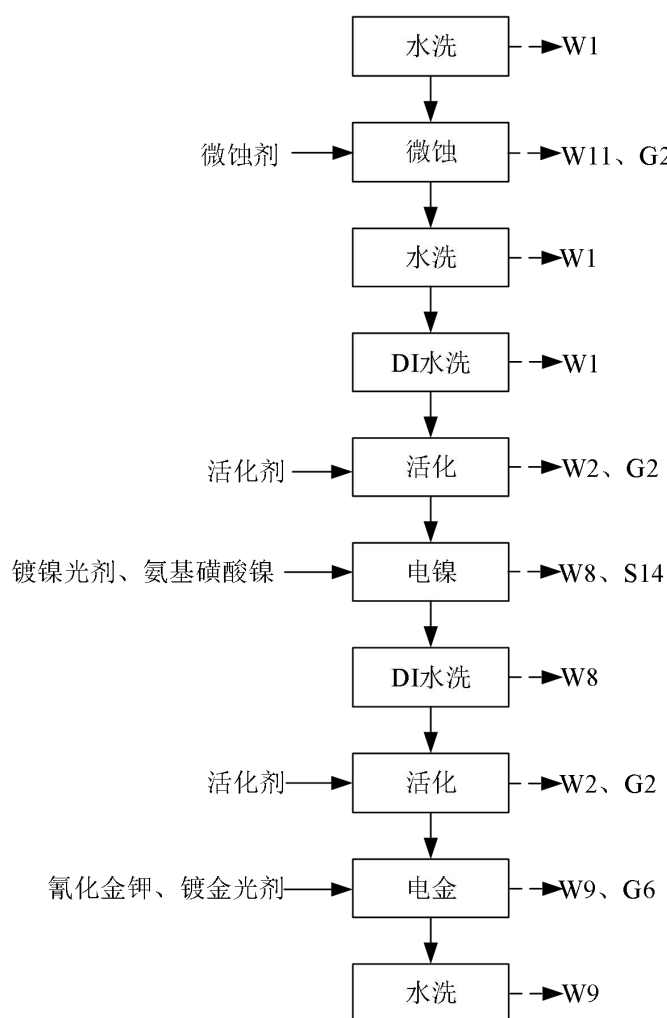 水洗 W1
微蚀剂 微蚀 W11、G2
水洗 W1
DI水洗 W1
活化剂 活化 W2、G2
镀镍光剂、氨基磺酸镍 电镍 W8、S14
DI水洗 W8
活化剂 活化 W2、G2
氰化金钾、镀金光剂 电金 W9、G6
水洗 W9